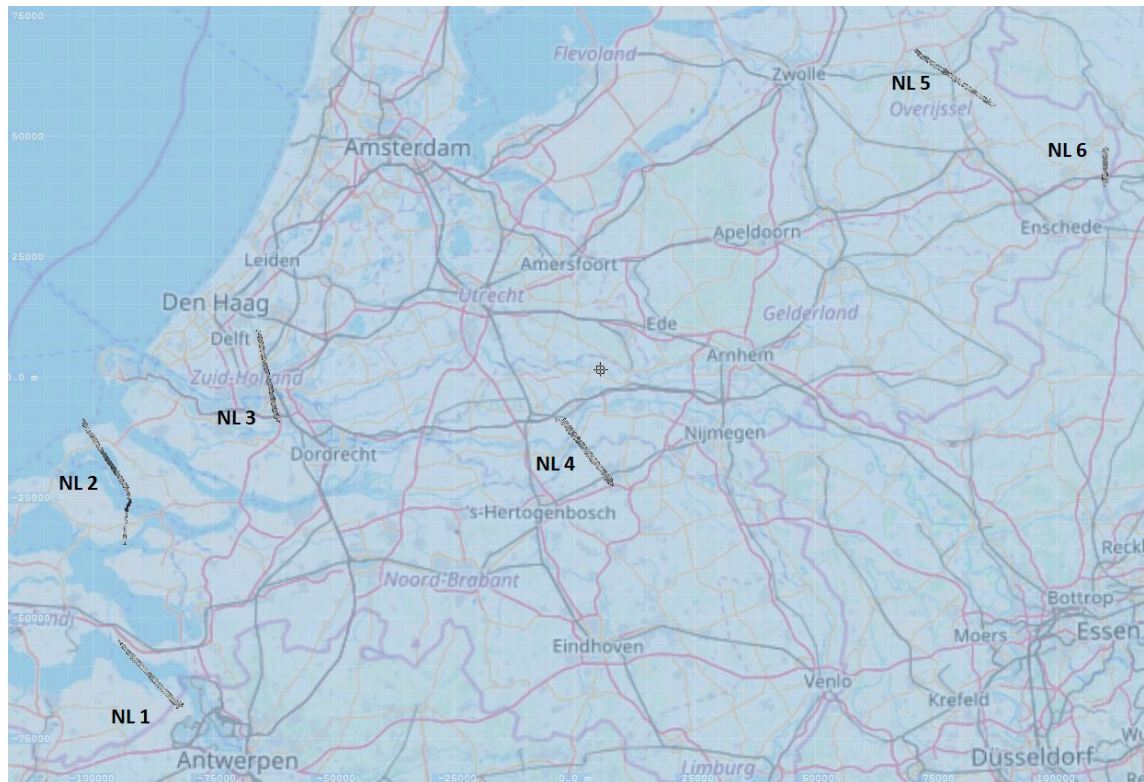 75000
Flevoland
Zwolle
NL 5
Overijssel
50000
Amsterdam
NL 6
Apeldoorn
Enschede
25000
Leiden
Amersfoort
Den Haag
Utrecht
Gelderland
Delft
Ede
Arnhem
0.0 m
Zuid-Holland
NL 3
Nijmegen
Dordrecht
NL 4
NL 2
-25000
's-Hertogenbosch
Noord-Brabant
Reckl
Bottrop
-50000
Essen
Moers
Eindhoven
Venlo
Krefeld
NL 1
-75000
Antwerpen
Düsseldorf
Limburg
-100000
-75000
-50000
-25000
0.0 m
25000
50000
75000
100000